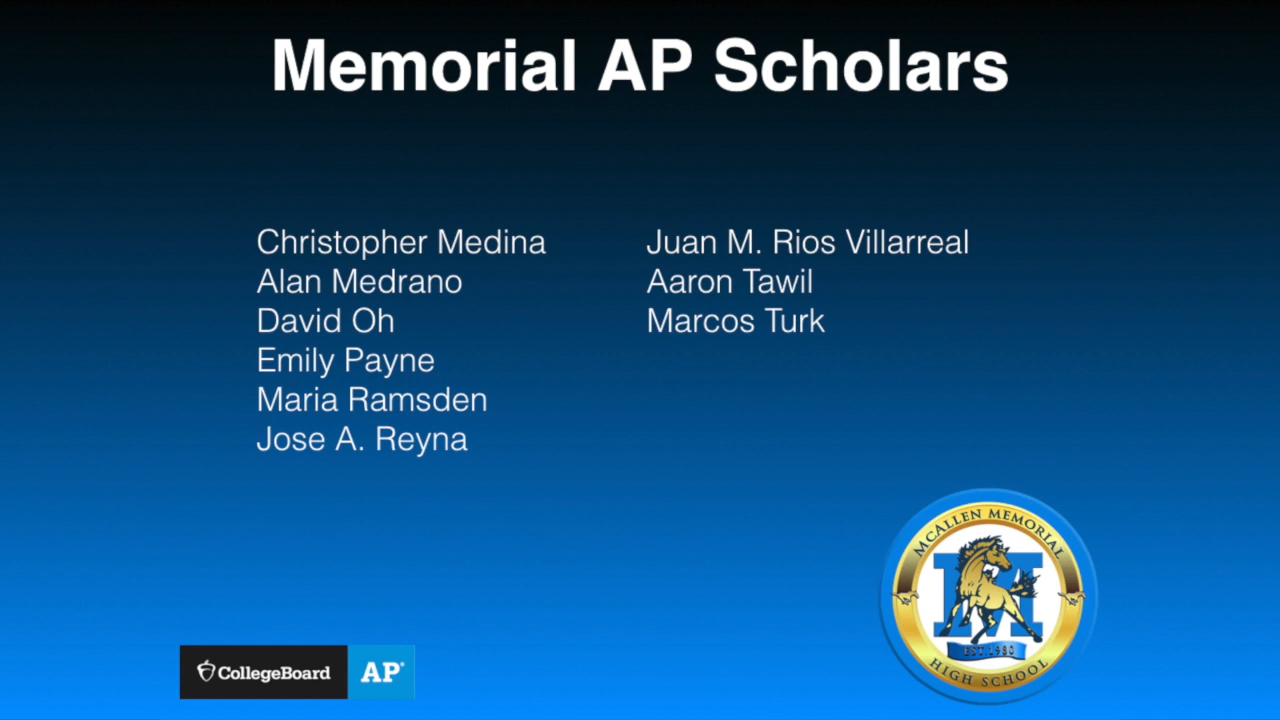 Memorial AP Scholars
Christopher Medina
Alan Medrano
David Oh
Emily Payne
Maria Ramsden
Jose A. Reyna
Juan M. Rios Villarreal
Aaron Tawil
Marcos Turk
CollegeBoard AP®
MCALLEN MEMORIAL
M
EST. 1980
HIGH SCHOOL